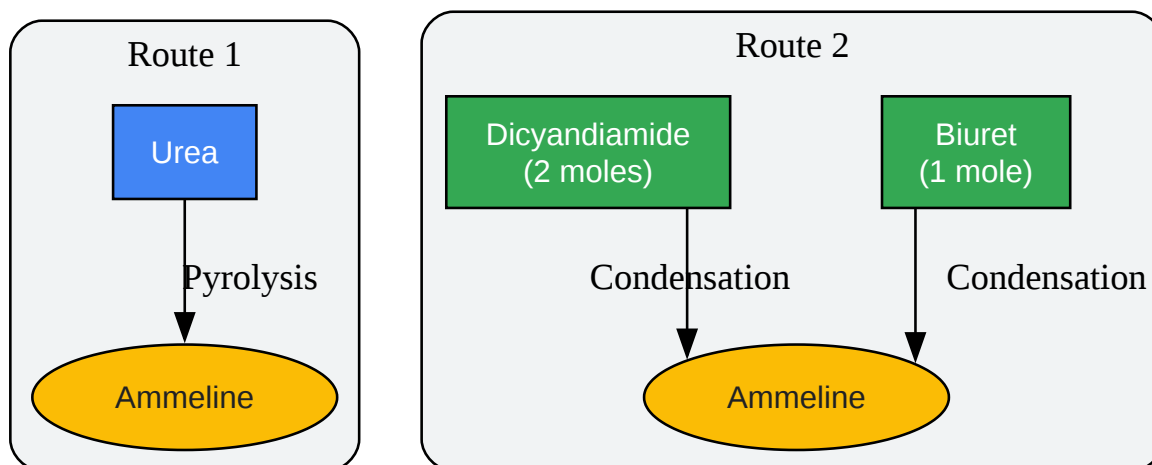 Route 1
Urea
Pyrolysis
Ammeline
Route 2
Dicyandiamide
(2 moles)
Biuret
(1 mole)
Condensation
Condensation
Ammeline